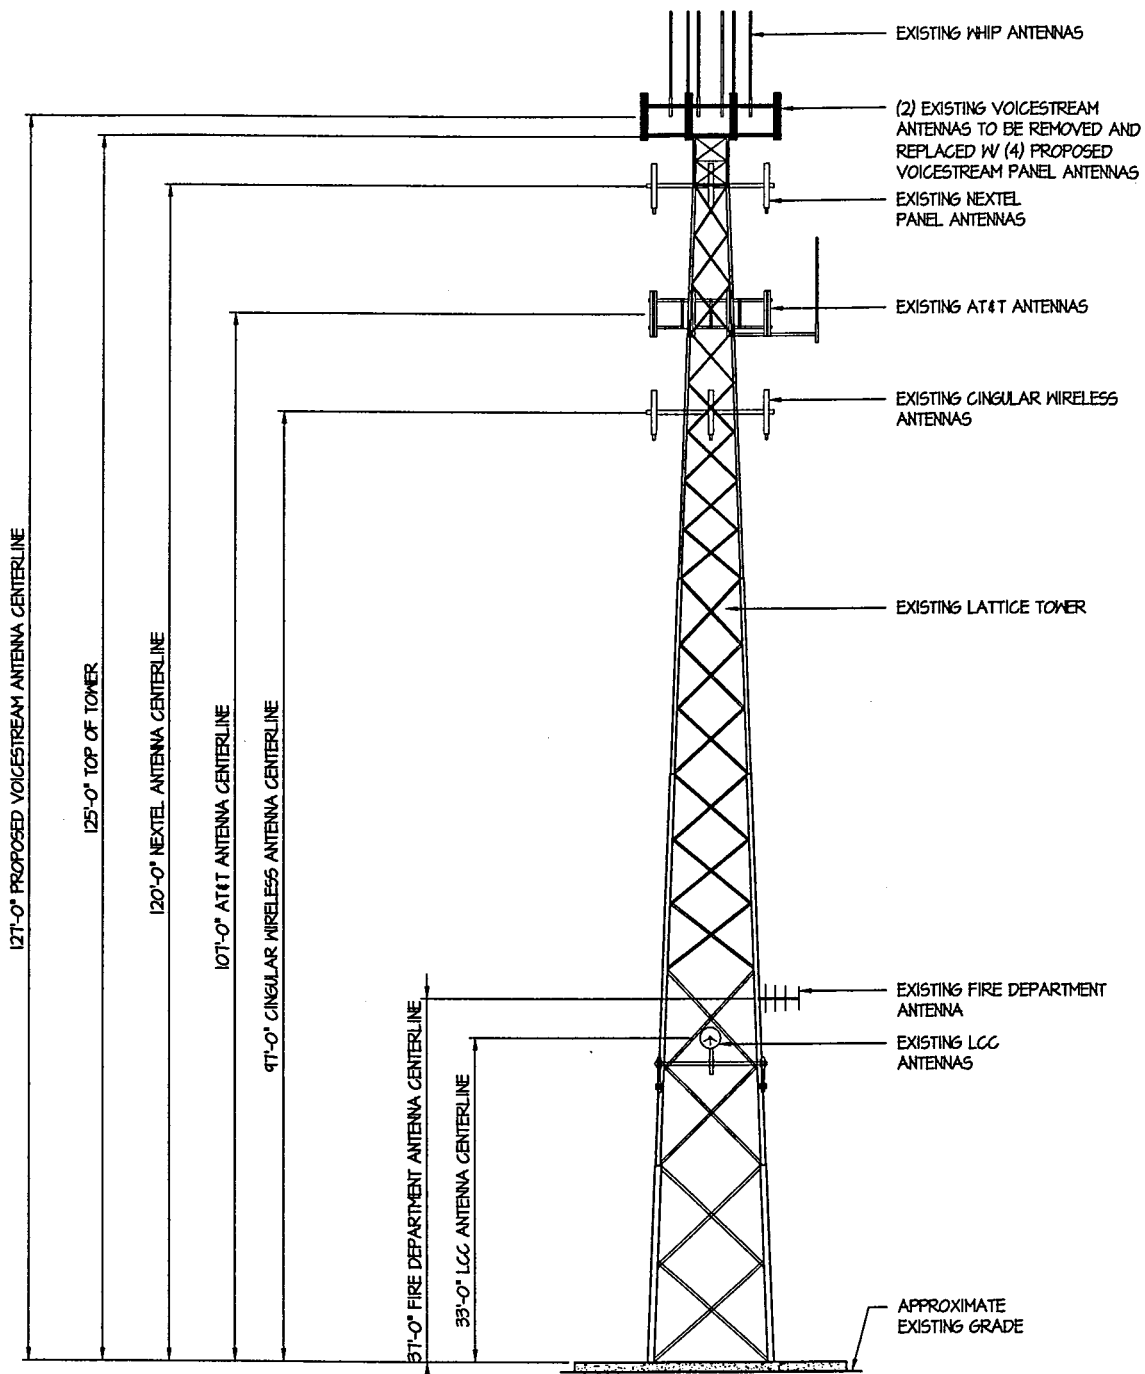 EXISTING WHIP ANTENNAS
(2) EXISTING VOICESTREAM
ANTENNAS TO BE REMOVED AND
REPLACED W/ (4) PROPOSED
VOICESTREAM PANEL ANTENNAS
EXISTING NEXTEL
PANEL ANTENNAS
EXISTING AT&T ANTENNAS
EXISTING CINGULAR WIRELESS
ANTENNAS
EXISTING LATTICE TOWER
EXISTING FIRE DEPARTMENT
ANTENNA
EXISTING LCC
ANTENNAS
APPROXIMATE
EXISTING GRADE
127'-0" PROPOSED VOICESTREAM ANTENNA CENTERLINE
125'-0" TOP OF TOWER
120'-0" NEXTEL ANTENNA CENTERLINE
107'-0" AT&T ANTENNA CENTERLINE
97'-0" CINGULAR WIRELESS ANTENNA CENTERLINE
37'-0" FIRE DEPARTMENT ANTENNA CENTERLINE
33'-0" LCC ANTENNA CENTERLINE